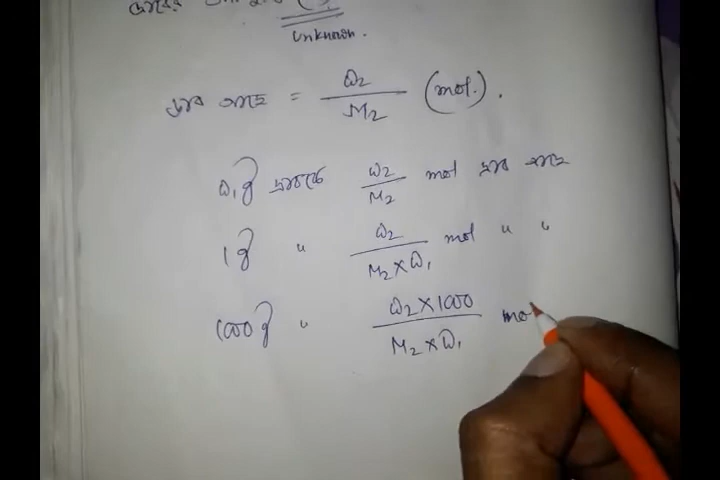 unknown.
দ্রাব আছে = W₂/M₂ (mol).
W₁ g দ্রাবকে W₂/M₂ mol দ্রাব আছে
1 g " W₂/M₂×W₁ mol " "
1000 g " W₂×1000/M₂×W₁ mo